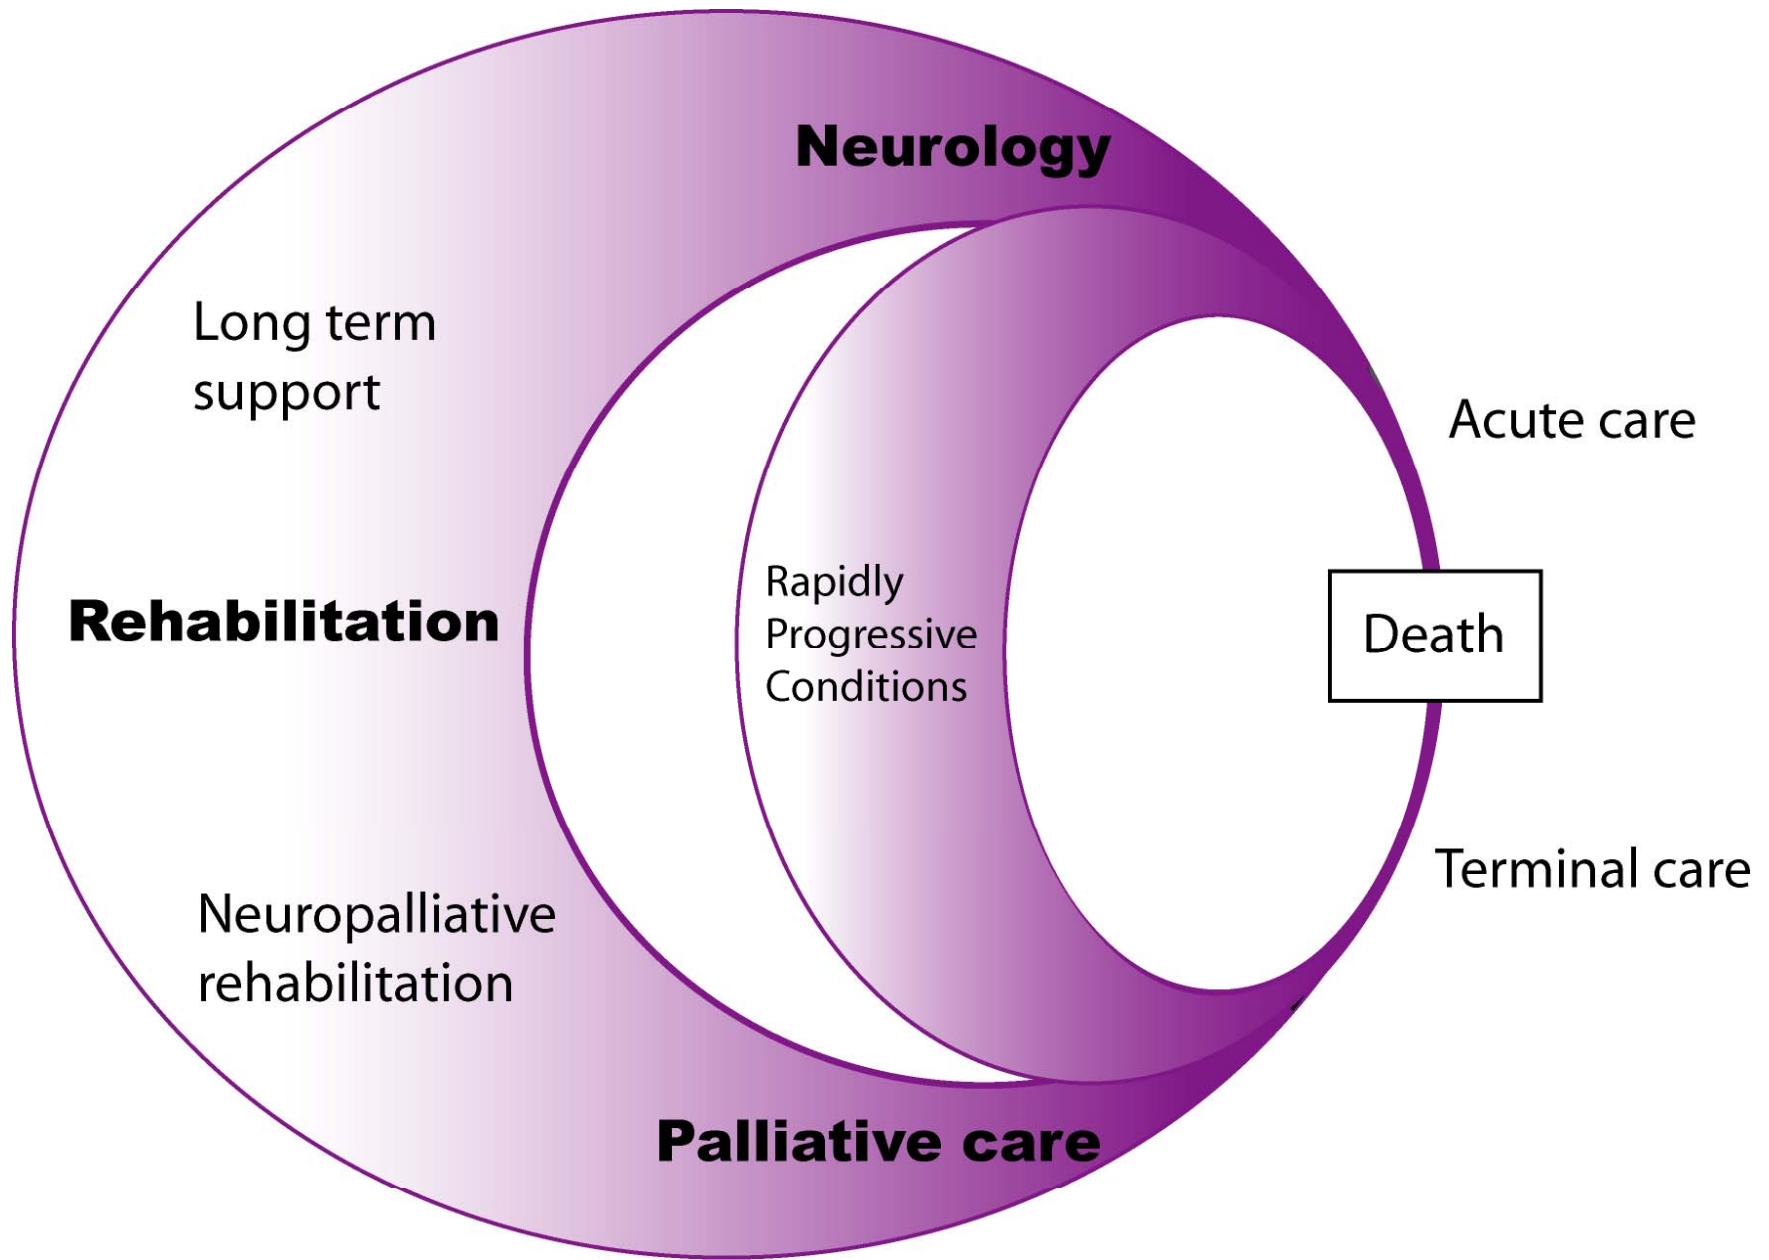 Neurology
Long term
support
Acute care
Rapidly
Progressive
Conditions
Rehabilitation
Death
Terminal care
Neuropalliative
rehabilitation
Palliative care